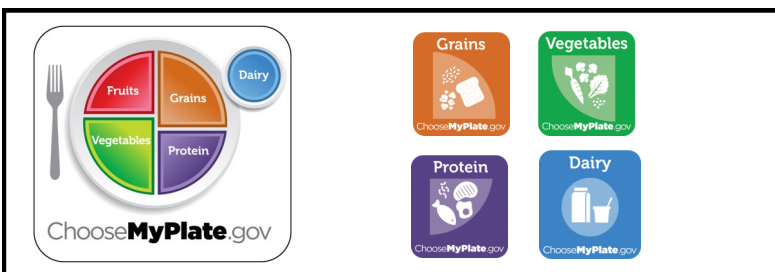 Dairy
Fruits
Grains
Vegetables
Protein
ChooseMyPlate.gov
Grains
ChooseMyPlate.gov
Vegetables
ChooseMyPlate.gov
Protein
ChooseMyPlate.gov
Dairy
ChooseMyPlate.gov